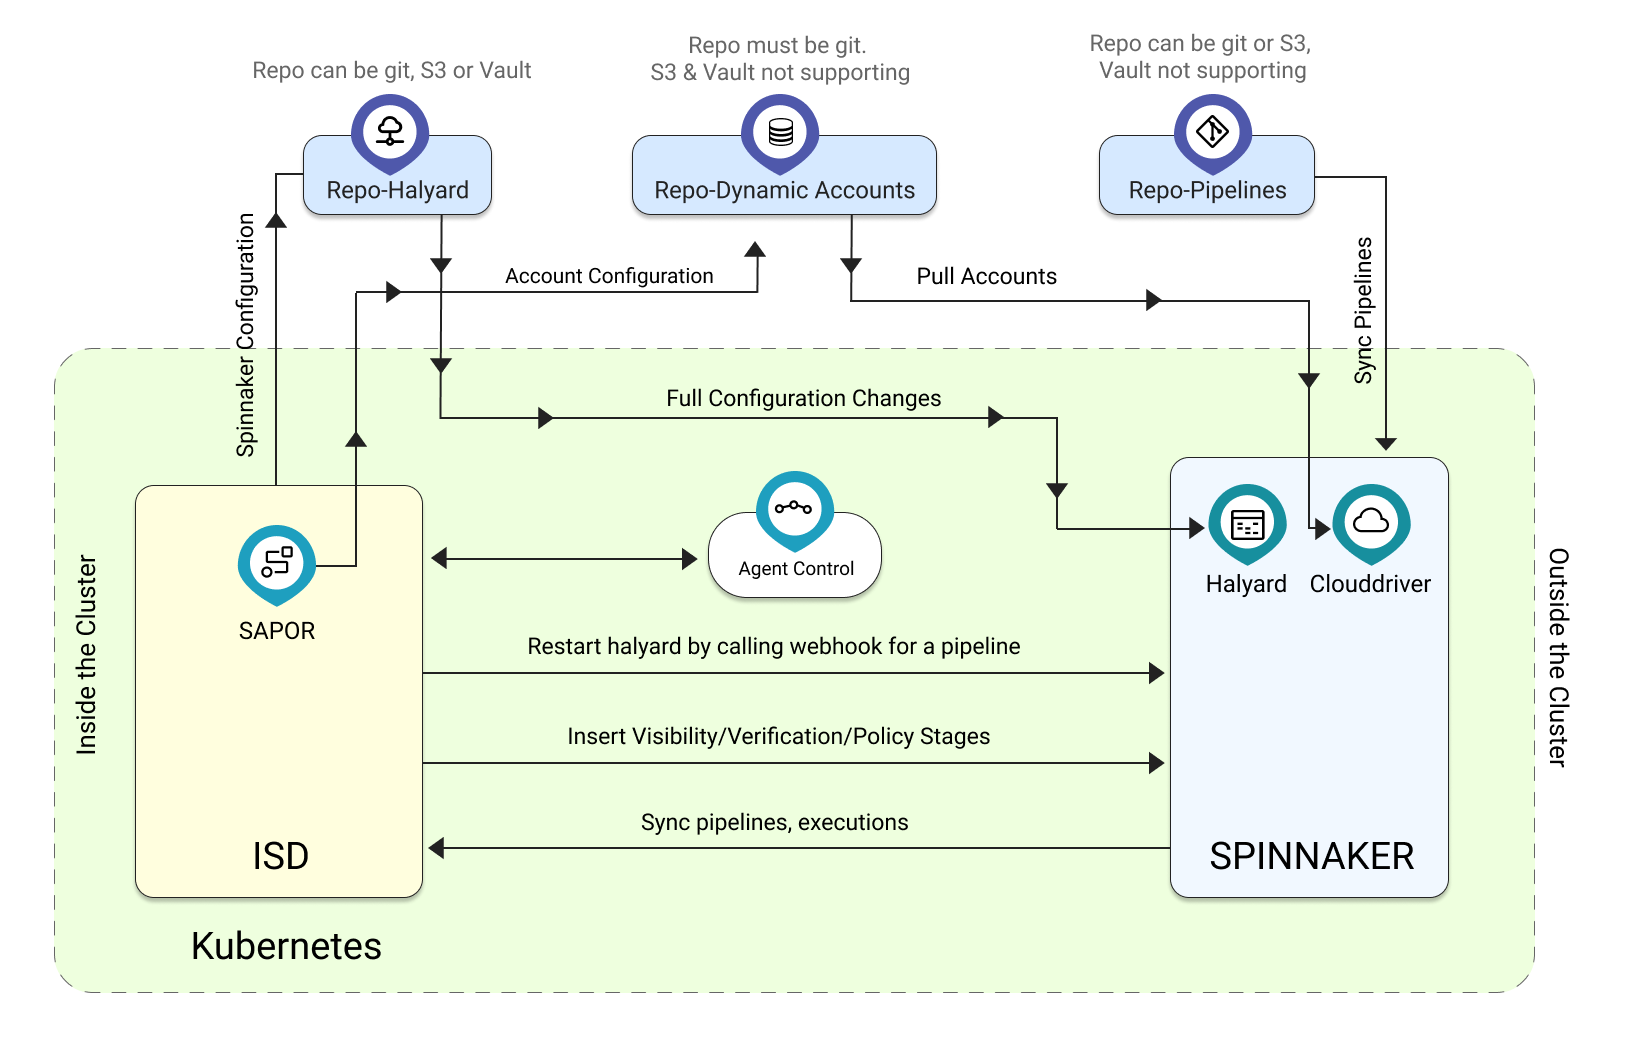 Repo can be git, S3 or Vault
Repo must be git.
S3 & Vault not supporting
Repo can be git or S3,
Vault not supporting
Repo-Halyard
Repo-Dynamic Accounts
Repo-Pipelines
Spinnaker Configuration
Account Configuration
Pull Accounts
Sync Pipelines
Full Configuration Changes
Agent Control
SAPOR
Halyard
Clouddriver
Inside the Cluster
Outside the Cluster
Restart halyard by calling webhook for a pipeline
Insert Visibility/Verification/Policy Stages
Sync pipelines, executions
ISD
SPINNAKER
Kubernetes